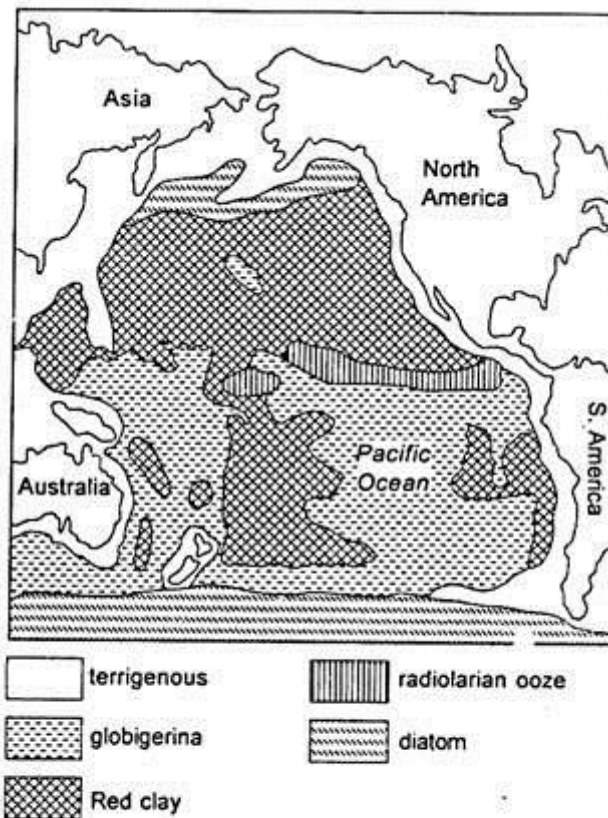 Asia
North
America
Pacific
Ocean
Australia
S. America
terrigenous
radiolarian ooze
globigerina
diatom
Red clay